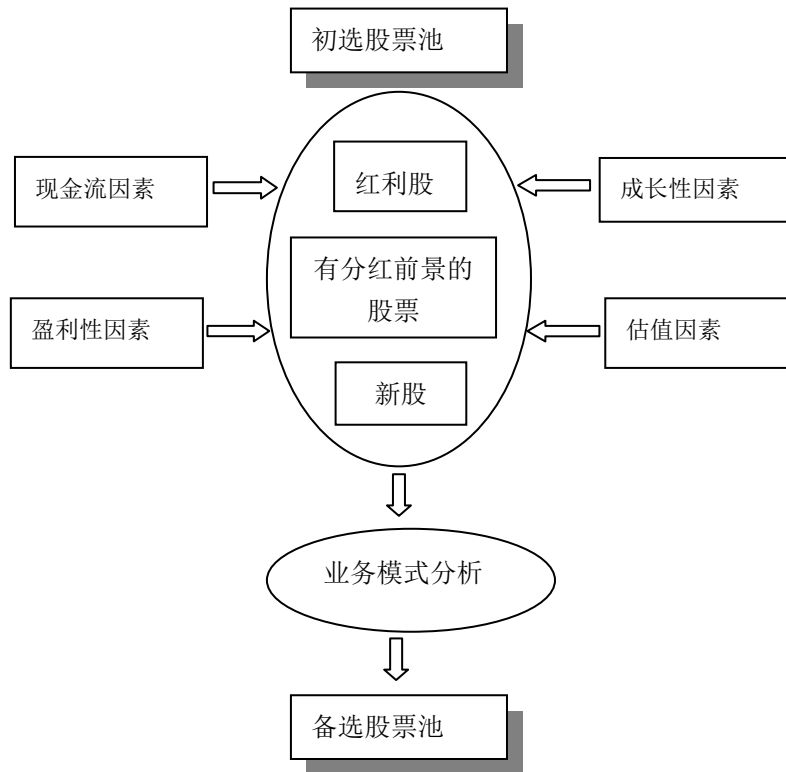 初选股票池
红利股
现金流因素
成长性因素
有分红前景的
股票
盈利性因素
估值因素
新股
业务模式分析
备选股票池